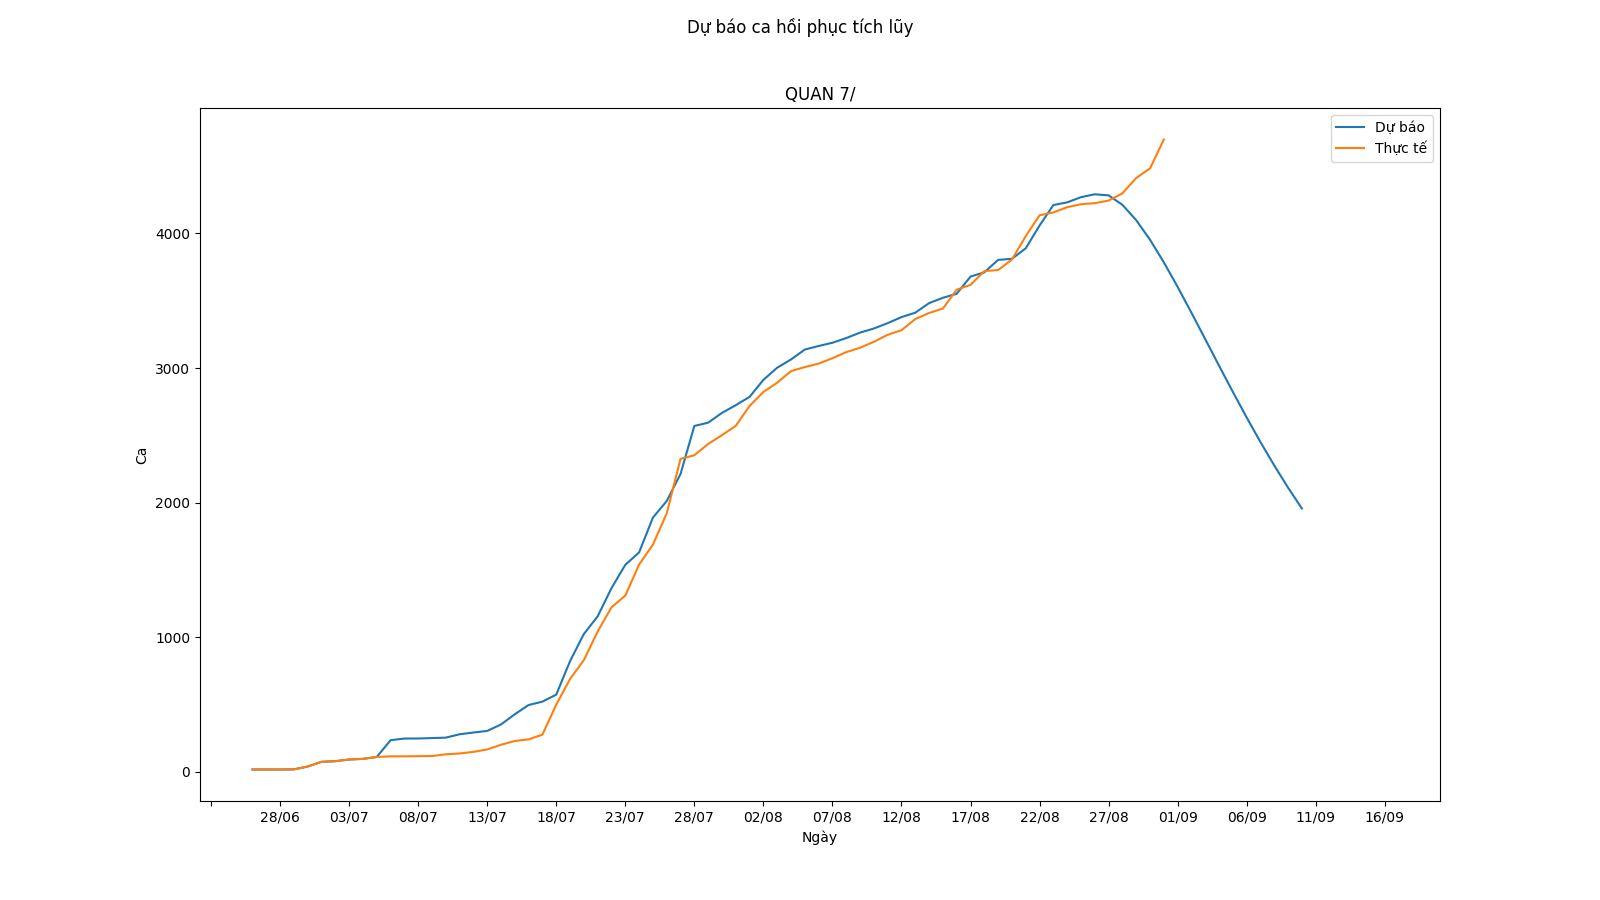 Dự báo ca hồi phục tích lũy
QUAN 7/
Dự báo
Thực tế
4000
3000
2000
1000
0
Ca
28/06 03/07 08/07 13/07 18/07 23/07 28/07 02/08 07/08 12/08 17/08 22/08 27/08 01/09 06/09 11/09 16/09
Ngày